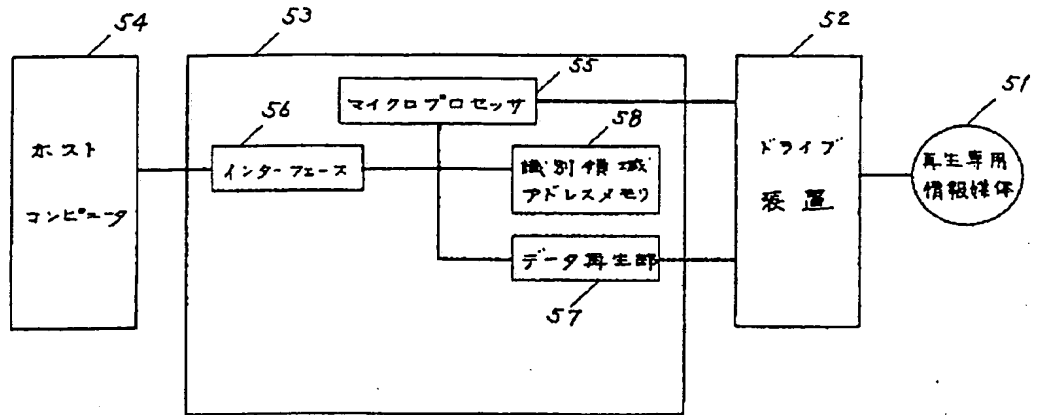 54
53
52
51
55
56
58
57
ホスト
コンピュータ
インターフェース
マイクロプロセッサ
識別領域
アドレスメモリ
データ再生部
ドライブ
装置
再生専用
情報媒体